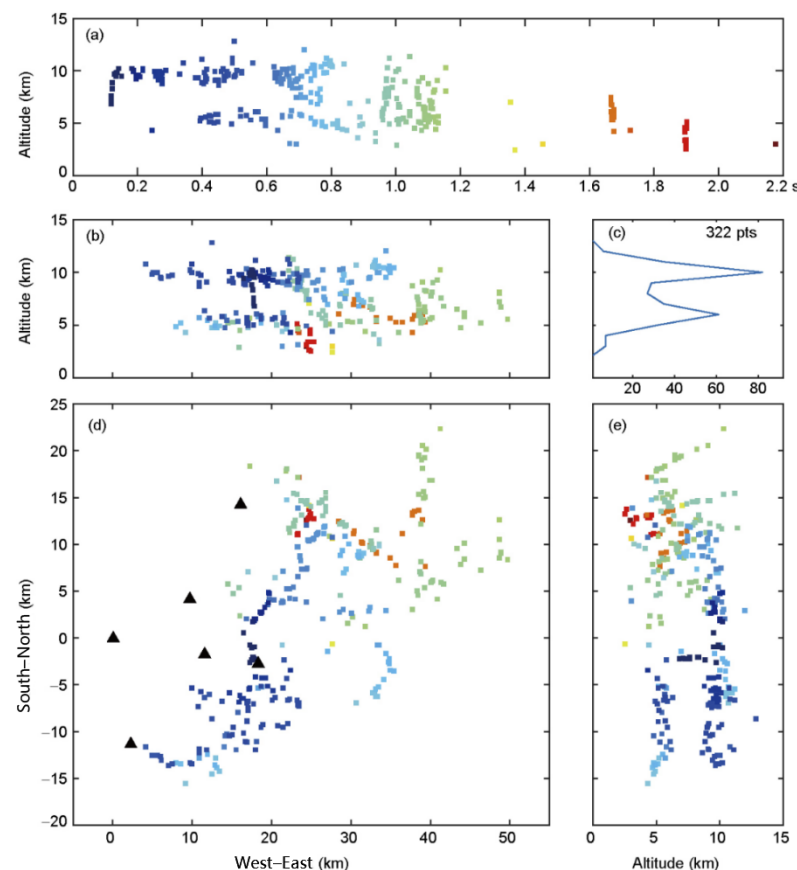 (a)
Altitude (km)
15
10
5
0
0 0.2 0.4 0.6 0.8 1.0 1.2 1.4 1.6 1.8 2.0 2.2 s
(b)
Altitude (km)
15
10
5
0
(c)
322 pts
20 40 60 80
(d)
South–North (km)
25
20
15
10
5
0
−5
−10
−15
−20
0 10 20 30 40 50
West–East (km)
(e)
0 5 10 15
Altitude (km)